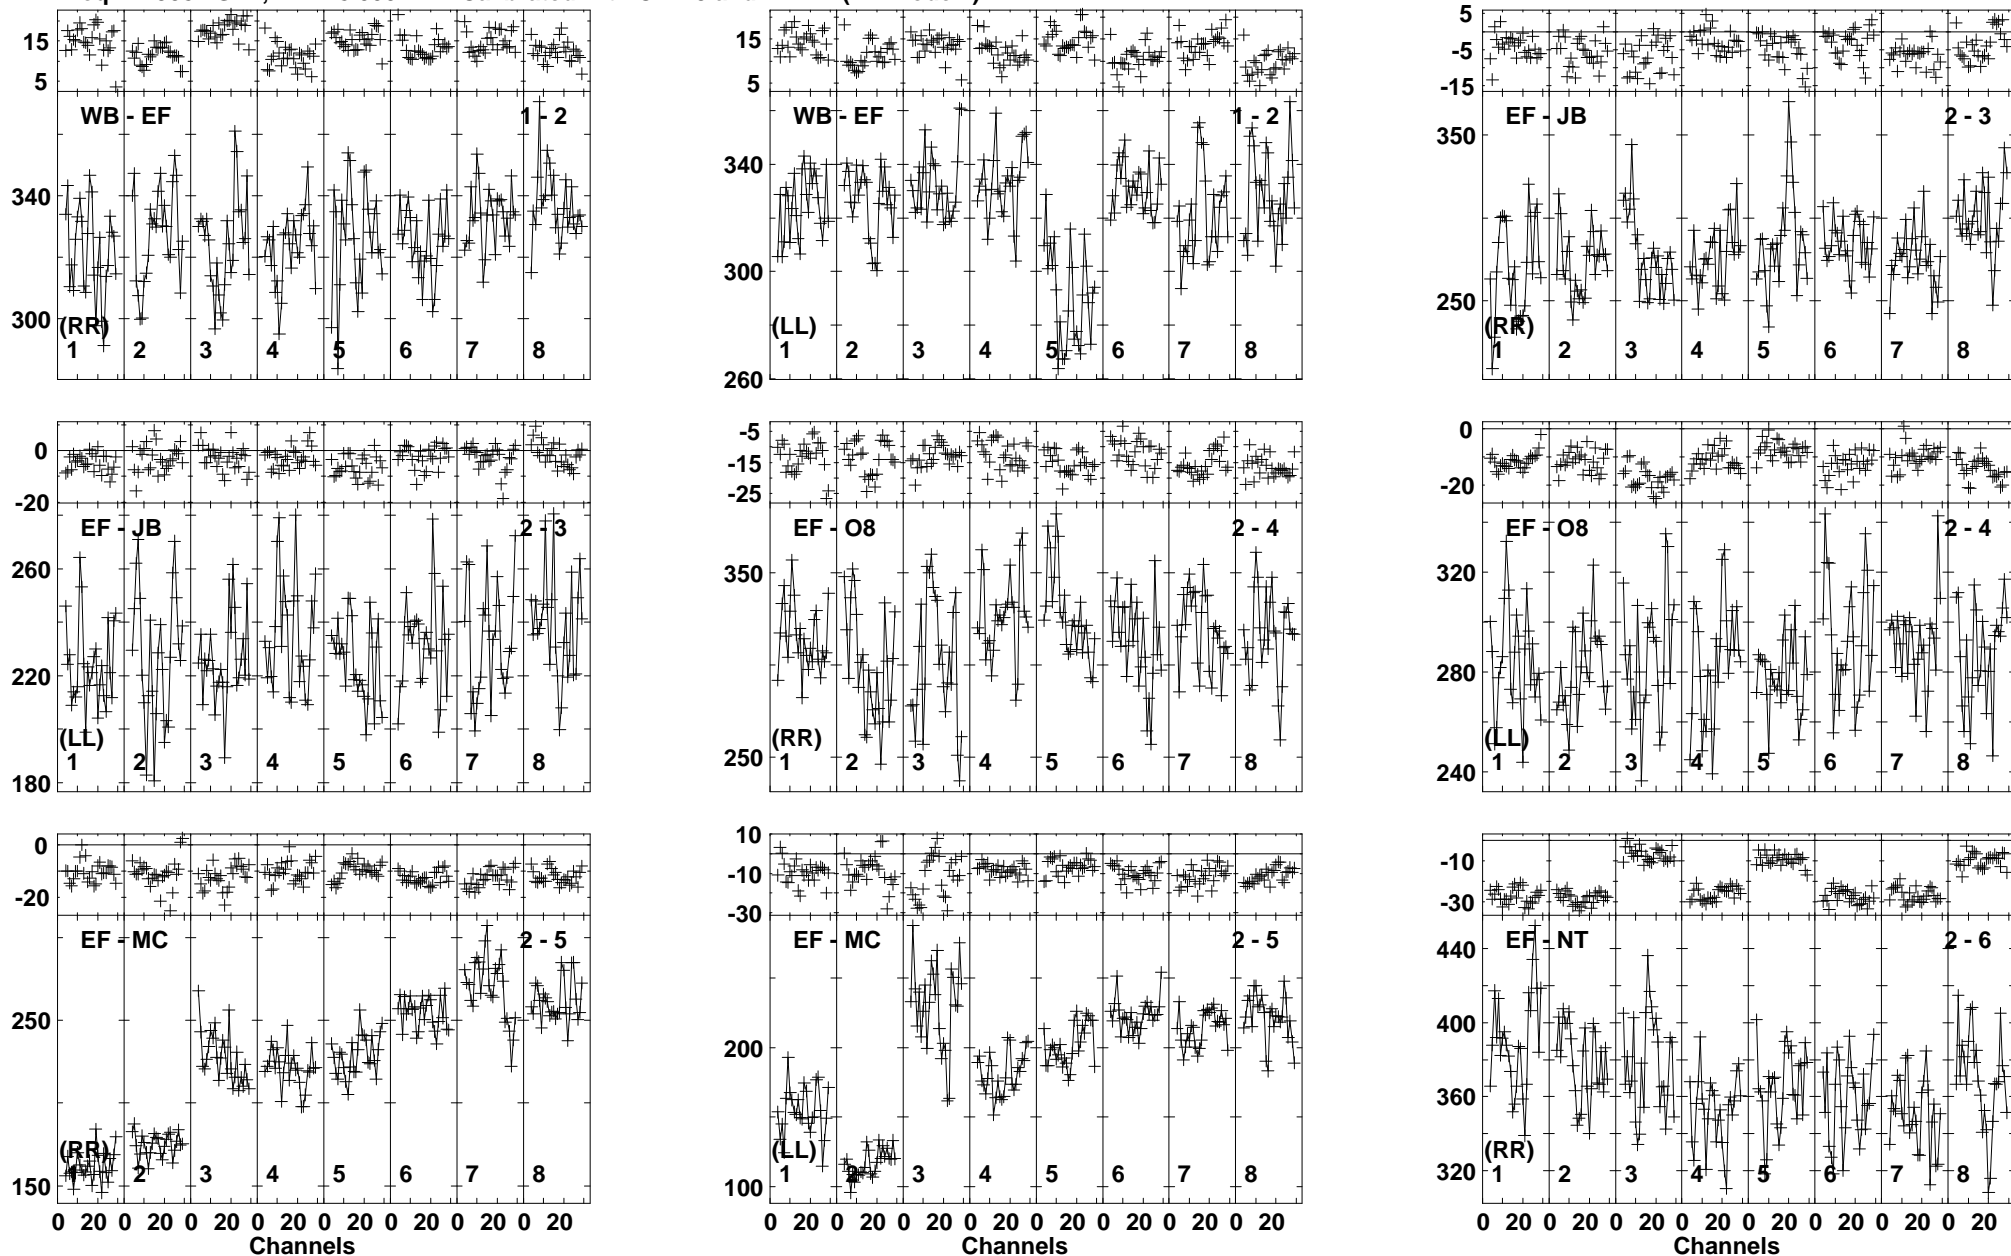 15 5
WB - EF 1 - 2
340
300
(RR)
1 2 3 4 5 6 7 8
15 5
WB - EF 1 - 2
340
300
260
(LL)
1 2 3 4 5 6 7 8
5 -5 -15
EF - JB 2 - 3
350
250
(RR)
1 2 3 4 5 6 7 8
0 -20
EF - JB 2 - 3
260
220
180
(LL)
1 2 3 4 5 6 7 8
-5 -15 -25
EF - O8 2 - 4
350
250
(RR)
1 2 3 4 5 6 7 8
0 -20
EF - O8 2 - 4
320
280
240
(LL)
1 2 3 4 5 6 7 8
0 -20
EF - MC 2 - 5
250
150
(RR)
1 2 3 4 5 6 7 8
0 20 0 20 0 20 0 20 0 20 0 20 0 20 0 20
Channels
10 -10 -30
EF - MC 2 - 5
200
100
(LL)
1 2 3 4 5 6 7 8
0 20 0 20 0 20 0 20 0 20 0 20 0 20 0 20
Channels
-10 -30
EF - NT 2 - 6
440
400
360
320
(RR)
1 2 3 4 5 6 7 8
0 20 0 20 0 20 0 20 0 20 0 20 0 20 0 20
Channels